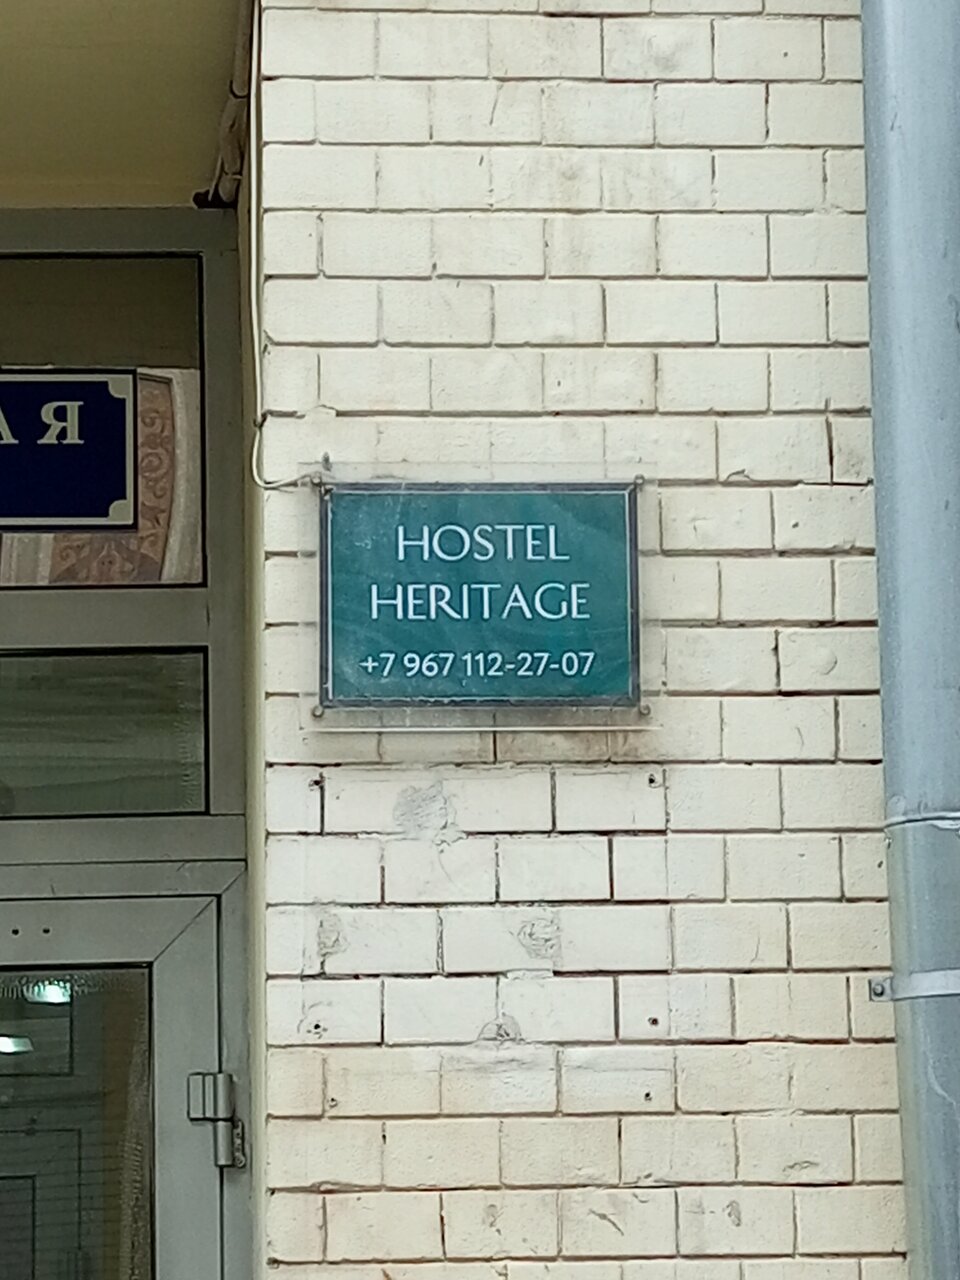 HOSTEL
HERITAGE
+7 967 112-27-07